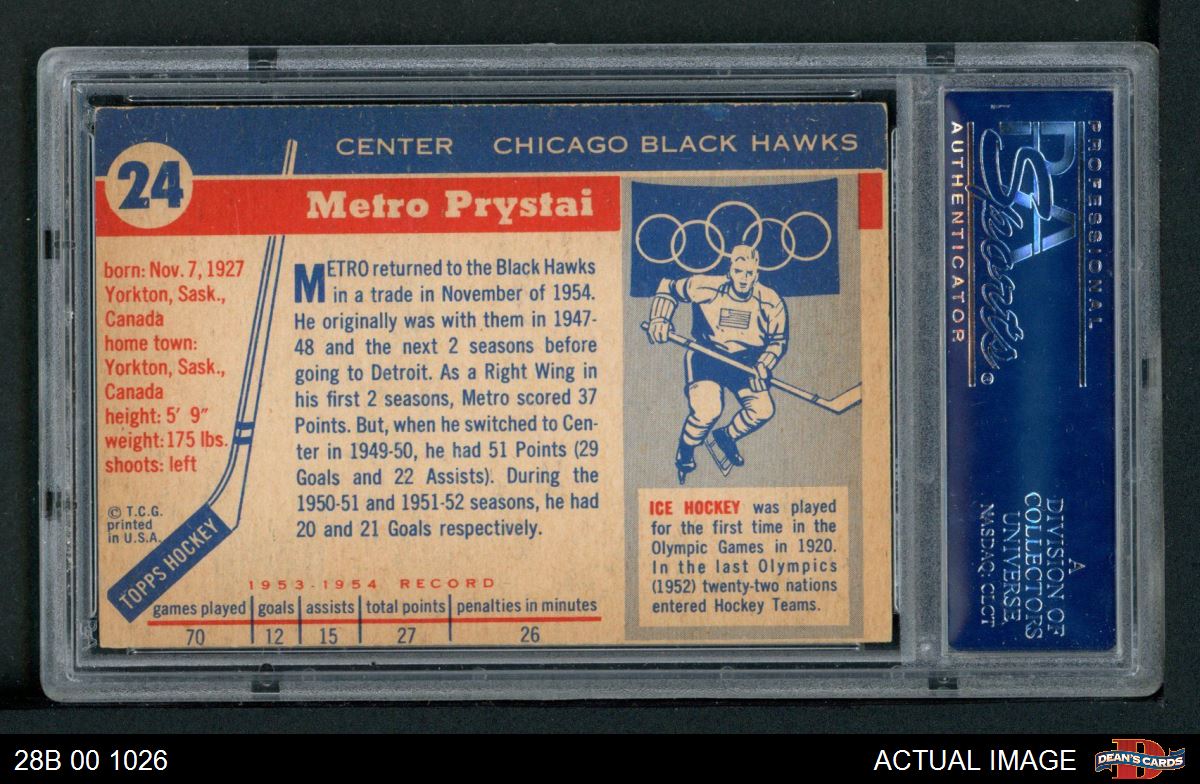 24
CENTER CHICAGO BLACK HAWKS
Metro Prystai
born: Nov. 7, 1927
Yorkton, Sask.,
Canada
home town:
Yorkton, Sask.,
Canada
height: 5′ 9″
weight: 175 lbs.
shoots: left
© T.C.G.
printed
in U.S.A.
TOPPS HOCKEY
METRO returned to the Black Hawks
in a trade in November of 1954.
He originally was with them in 1947-
48 and the next 2 seasons before
going to Detroit. As a Right Wing in
his first 2 seasons, Metro scored 37
Points. But, when he switched to Cen-
ter in 1949-50, he had 51 Points (29
Goals and 22 Assists). During the
1950-51 and 1951-52 seasons, he had
20 and 21 Goals respectively.
1953-1954 RECORD
games played goals assists total points penalties in minutes
70 12 15 27 26
ICE HOCKEY was played
for the first time in the
Olympic Games in 1920.
In the last Olympics
(1952) twenty-two nations
entered Hockey Teams.
PROFESSIONAL
PSA
Sports®
AUTHENTICATOR
A
DIVISION OF
COLLECTORS
UNIVERSE
NASDAQ: CLCT
28B 00 1026
ACTUAL IMAGE
D
DEAN'S CARDS